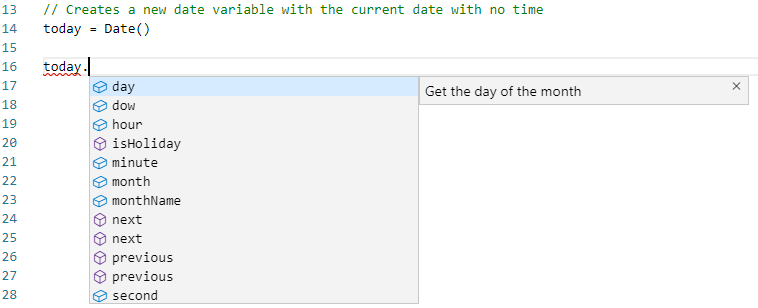 13 // Creates a new date variable with the current date with no time
14 today = Date()
15
16 today.
17 day Get the day of the month ×
18 dow
19 hour
20 isHoliday
21 minute
22 month
23 monthName
24 next
25 next
26 previous
27 previous
28 second